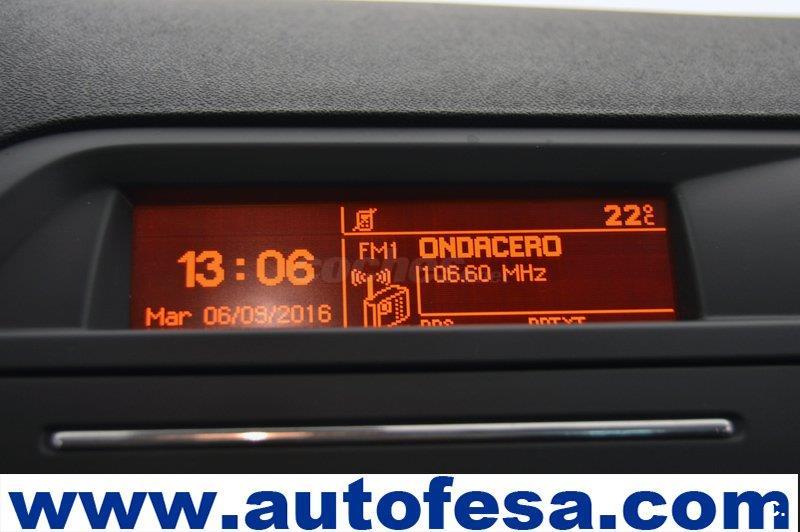 22°C
FM1 ONDACERO
13:06
106.60 MHz
Mar 06/09/2016
www.autofesa.com